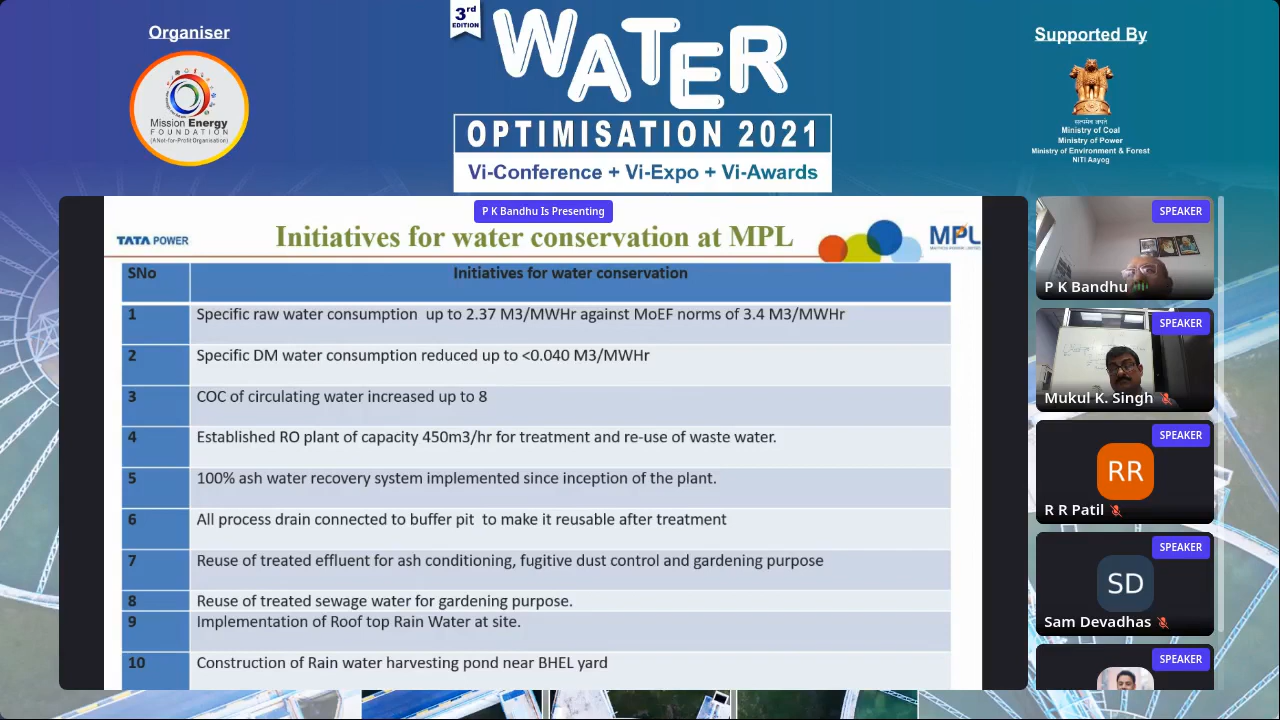 Organiser
Mission Energy
FOUNDATION
(A Not-for-Profit Organisation)
3rd
EDITION
WATER
OPTIMISATION 2021
Vi-Conference + Vi-Expo + Vi-Awards
Supported By
सत्यमेव जयते
Ministry of Coal
Ministry of Power
Ministry of Environment & Forest
NITI Aayog
P K Bandhu Is Presenting
TATA POWER
Initiatives for water conservation at MPL
MPL
SNo Initiatives for water conservation
1 Specific raw water consumption up to 2.37 M3/MWHr against MoEF norms of 3.4 M3/MWHr
2 Specific DM water consumption reduced up to <0.040 M3/MWHr
3 COC of circulating water increased up to 8
4 Established RO plant of capacity 450m3/hr for treatment and re-use of waste water.
5 100% ash water recovery system implemented since inception of the plant.
6 All process drain connected to buffer pit to make it reusable after treatment
7 Reuse of treated effluent for ash conditioning, fugitive dust control and gardening purpose
8 Reuse of treated sewage water for gardening purpose.
9 Implementation of Roof top Rain Water at site.
10 Construction of Rain water harvesting pond near BHEL yard
SPEAKER
P K Bandhu
SPEAKER
Mukul K. Singh
SPEAKER
RR
R R Patil
SPEAKER
SD
Sam Devadhas
SPEAKER